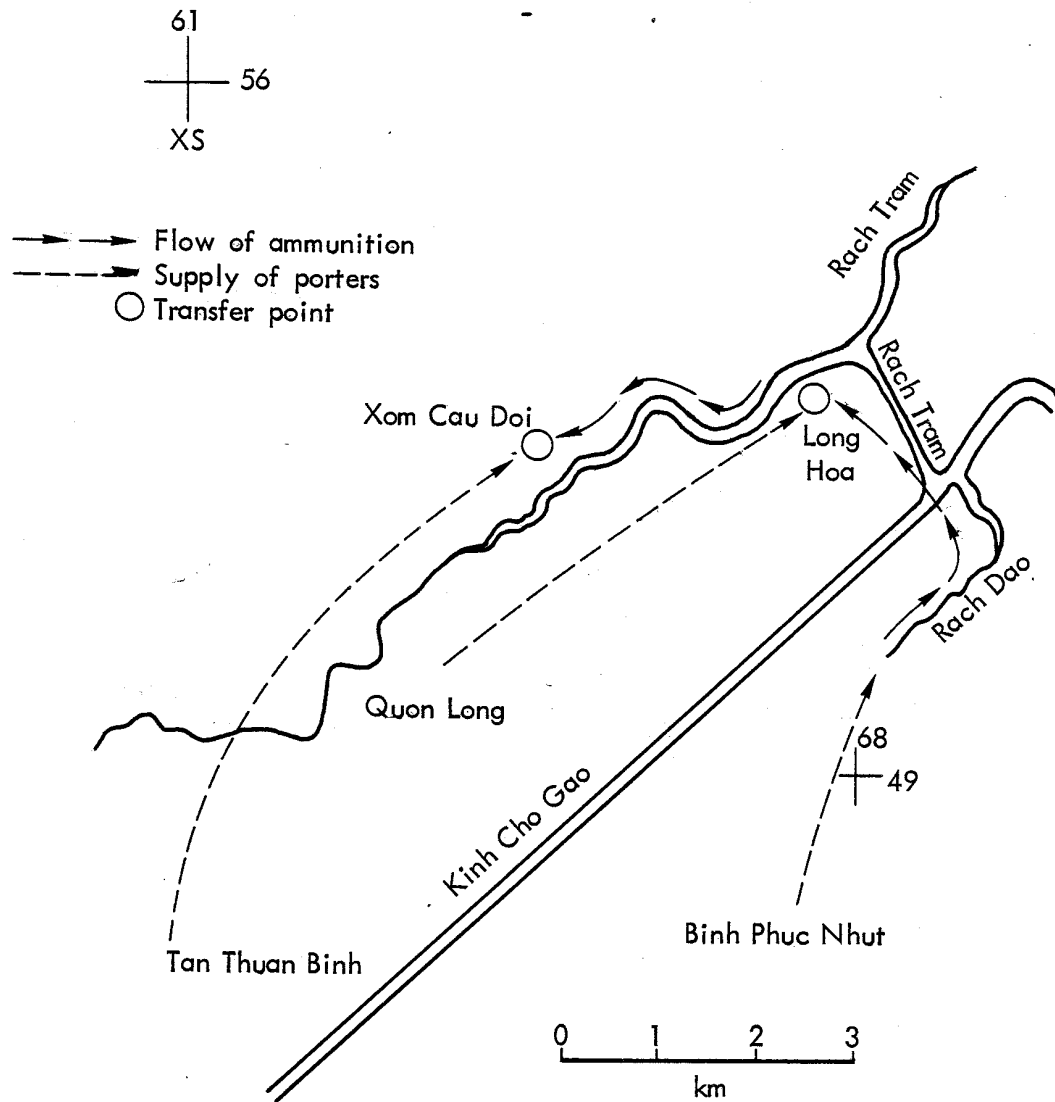 61
56
XS
Flow of ammunition
Supply of porters
Transfer point
Rach Tram
Rach Tram
Xom Cau Doi
Long
Hoa
Rach Dao
Quon Long
68
49
Kinh Cho Gao
Binh Phuc Nhut
Tan Thuan Binh
0 1 2 3
km